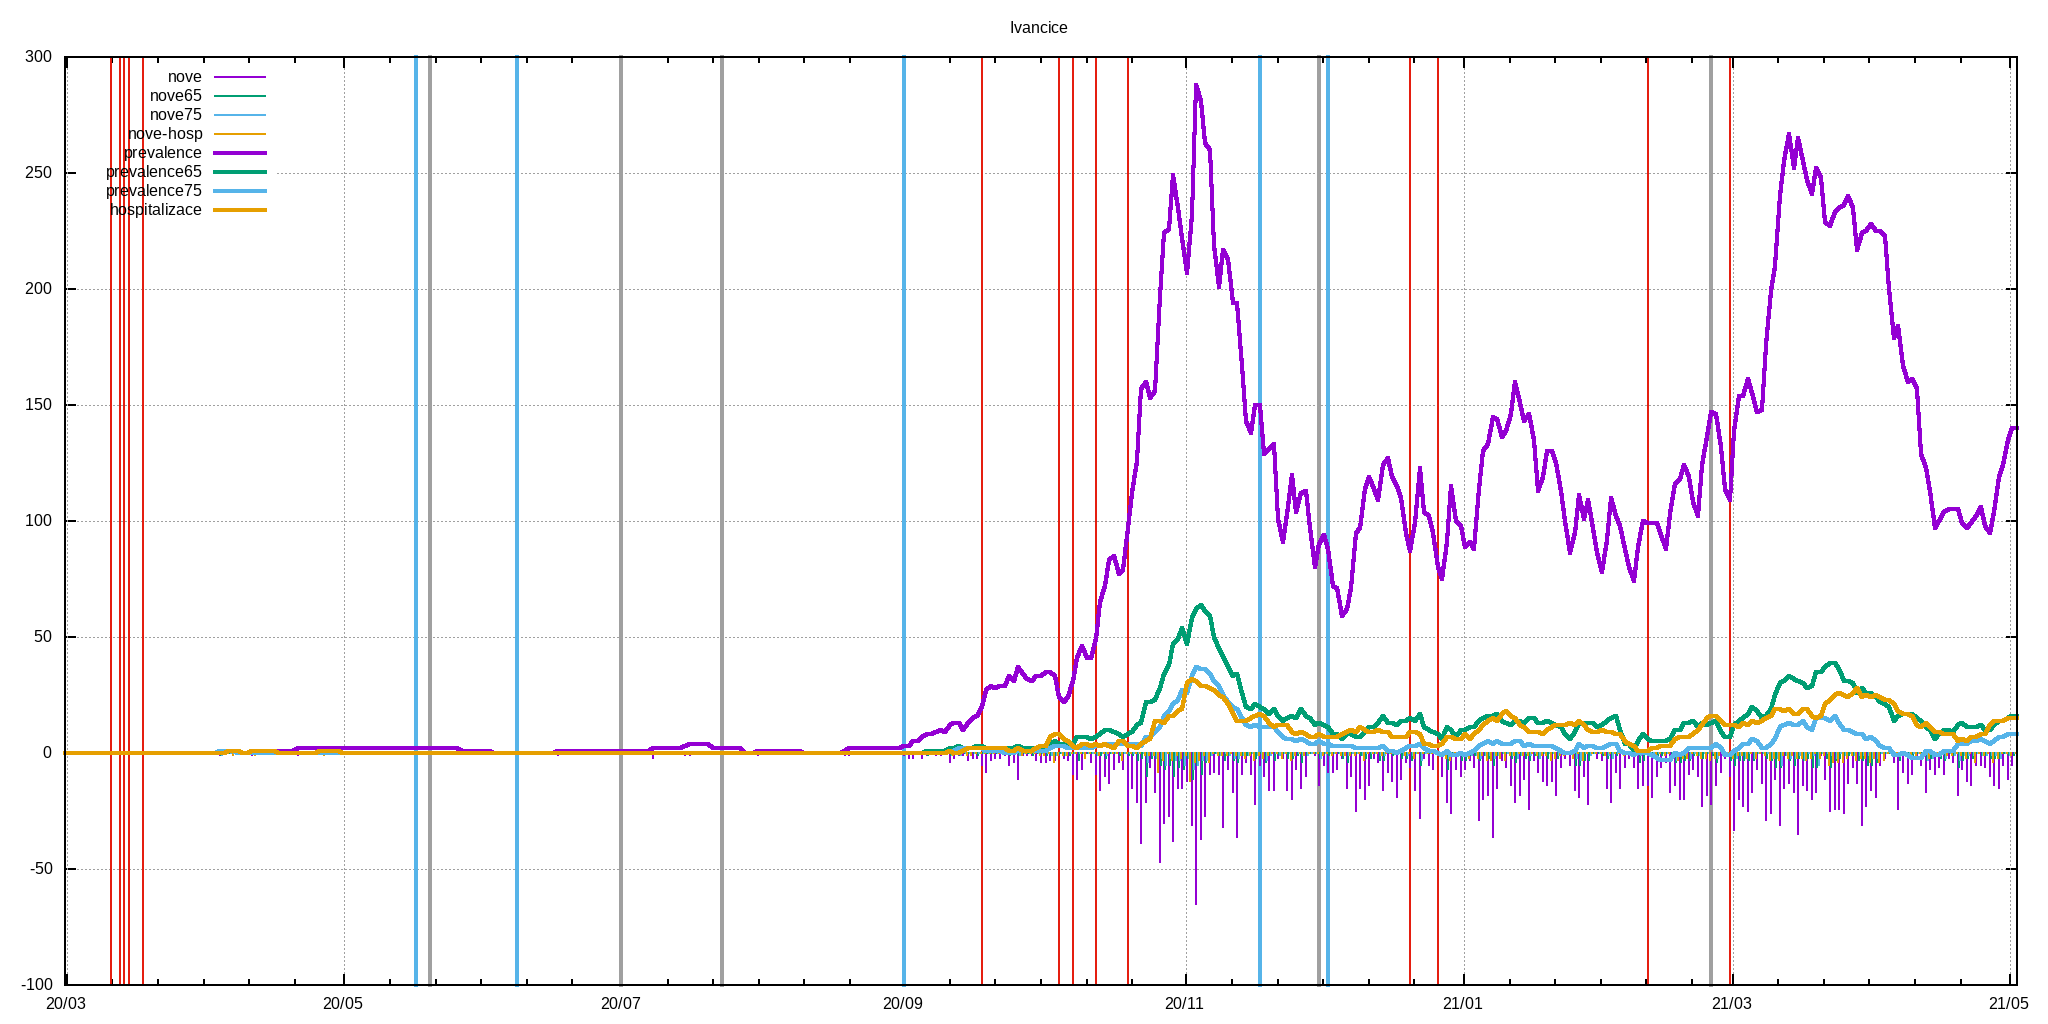 Ivancice
300
250
200
150
100
50
0
-50
-100
nove
nove65
nove75
nove-hosp
prevalence
prevalence65
prevalence75
hospitalizace
20/03 20/05 20/07 20/09 20/11 21/01 21/03 21/05